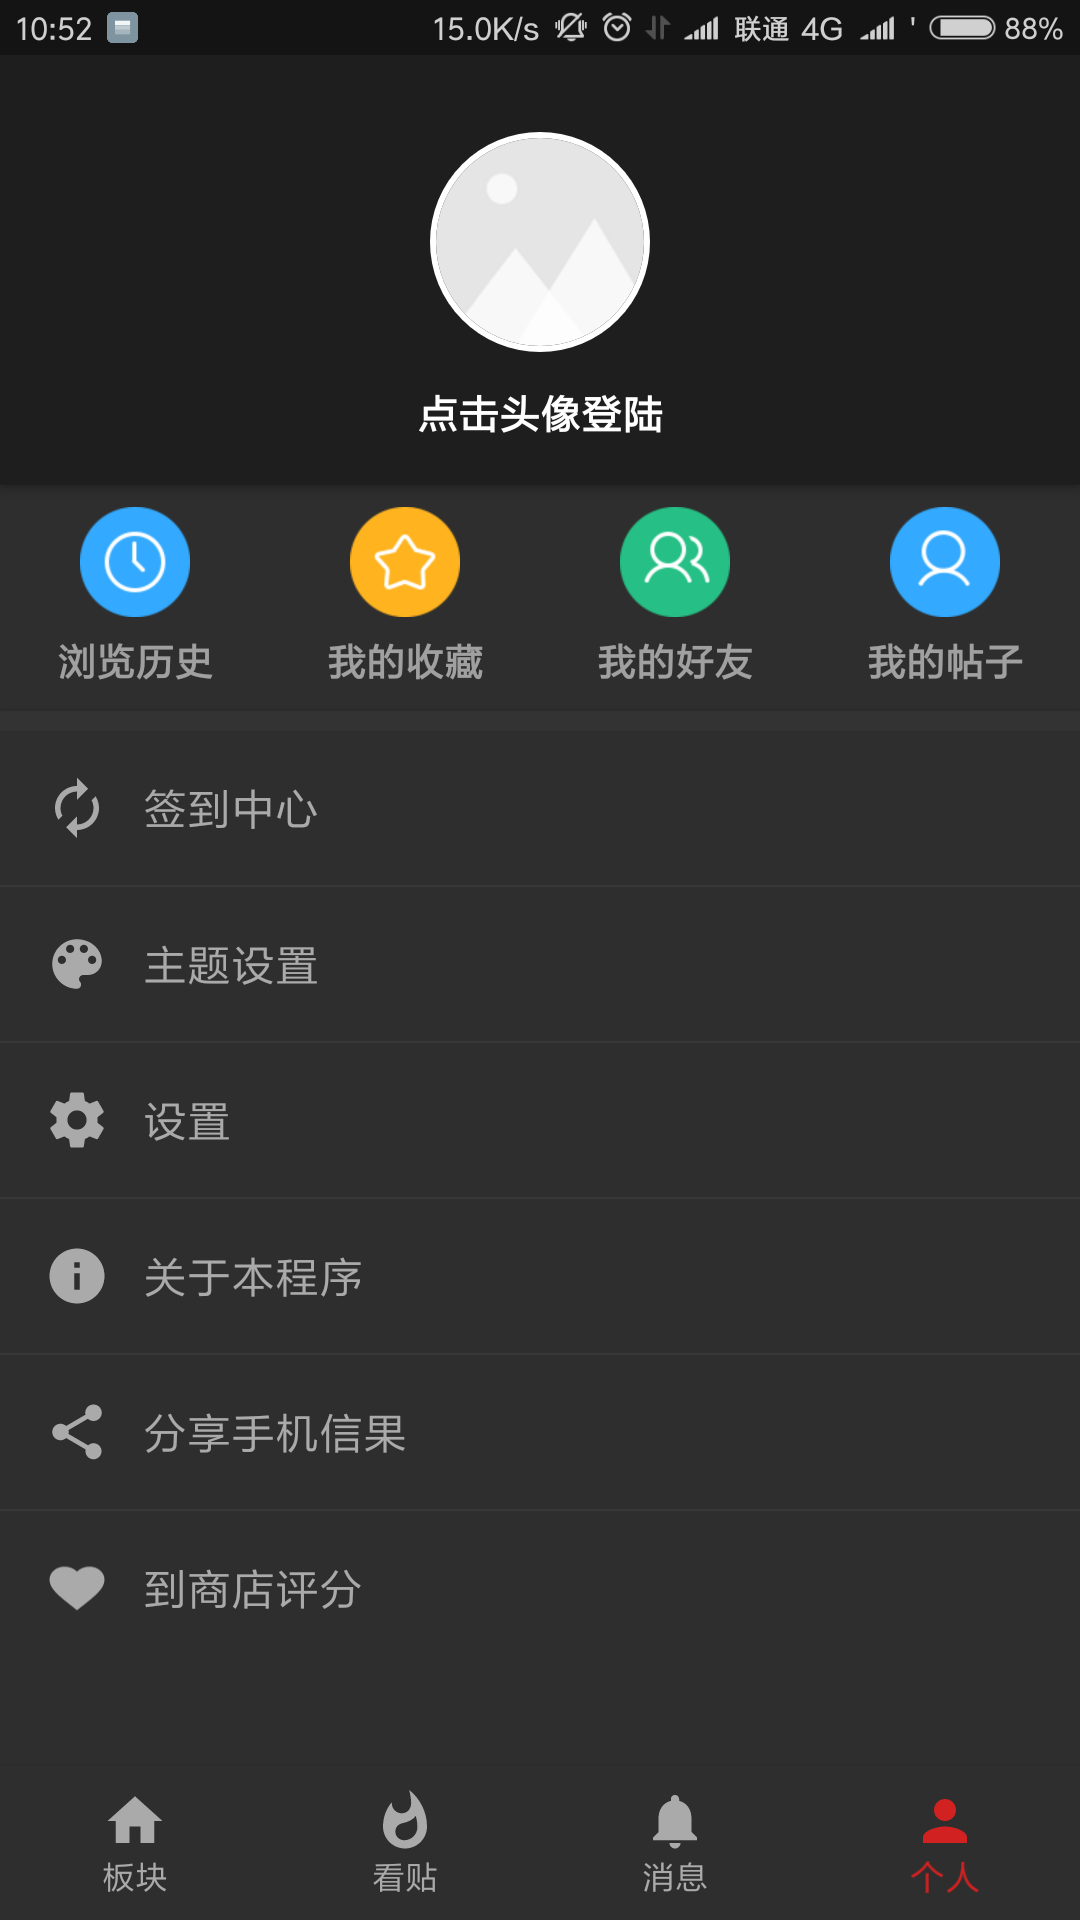 10:52 15.0K/s 联通 4G 88%
点击头像登陆
浏览历史 我的收藏 我的好友 我的帖子
签到中心
主题设置
设置
关于本程序
分享手机信果
到商店评分
板块 看贴 消息 个人